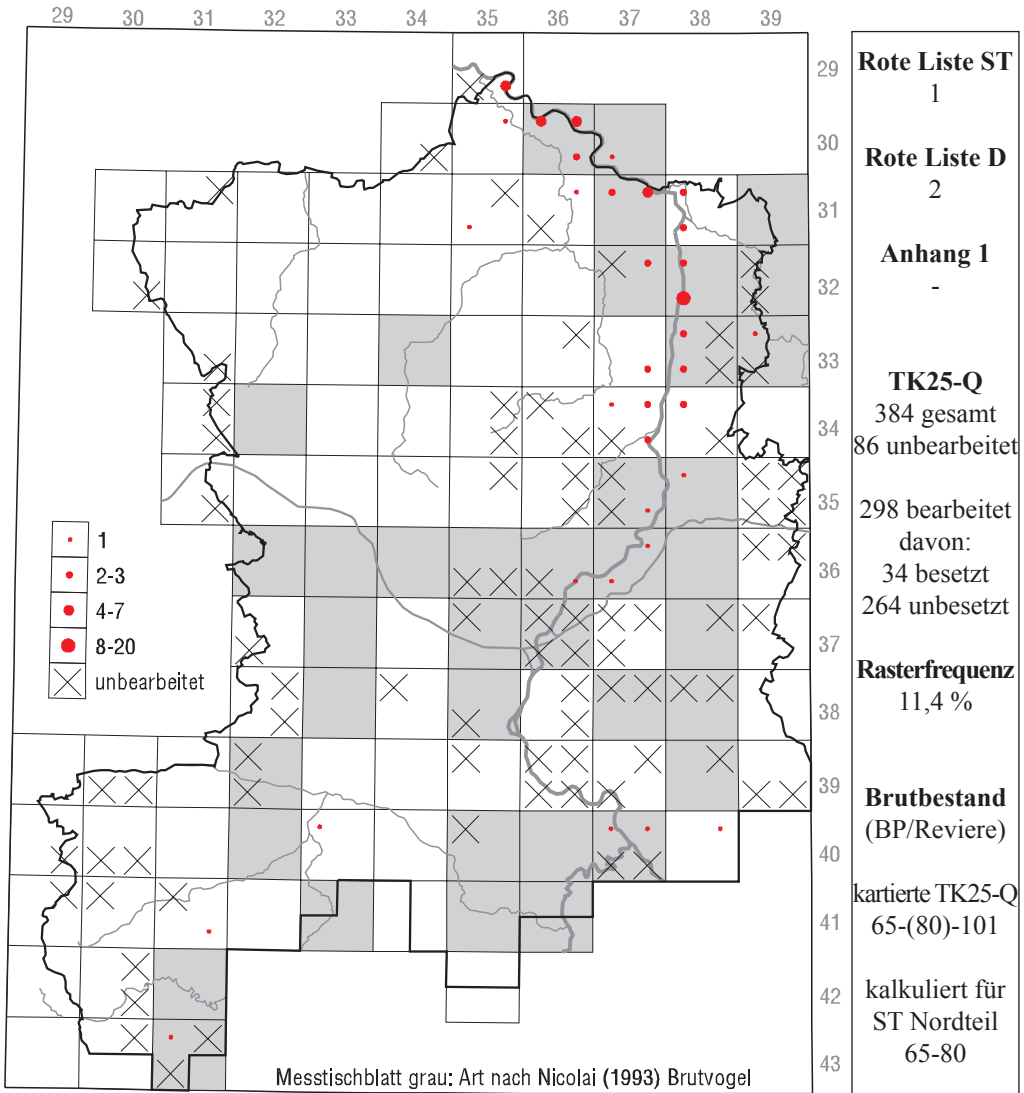 29 30 31 32 33 34 35 36 37 38 39
29
30
31
32
33
34
35
36
37
38
39
40
41
42
43
1
2-3
4-7
8-20
unbearbeitet
Messtischblatt grau: Art nach Nicolai (1993) Brutvogel
Rote Liste ST
1
Rote Liste D
2
Anhang 1
-
TK25-Q
384 gesamt
86 unbearbeitet
298 bearbeitet
davon:
34 besetzt
264 unbesetzt
Rasterfrequenz
11,4 %
Brutbestand
(BP/Reviere)
kartierte TK25-Q
65-(80)-101
kalkuliert für
ST Nordteil
65-80